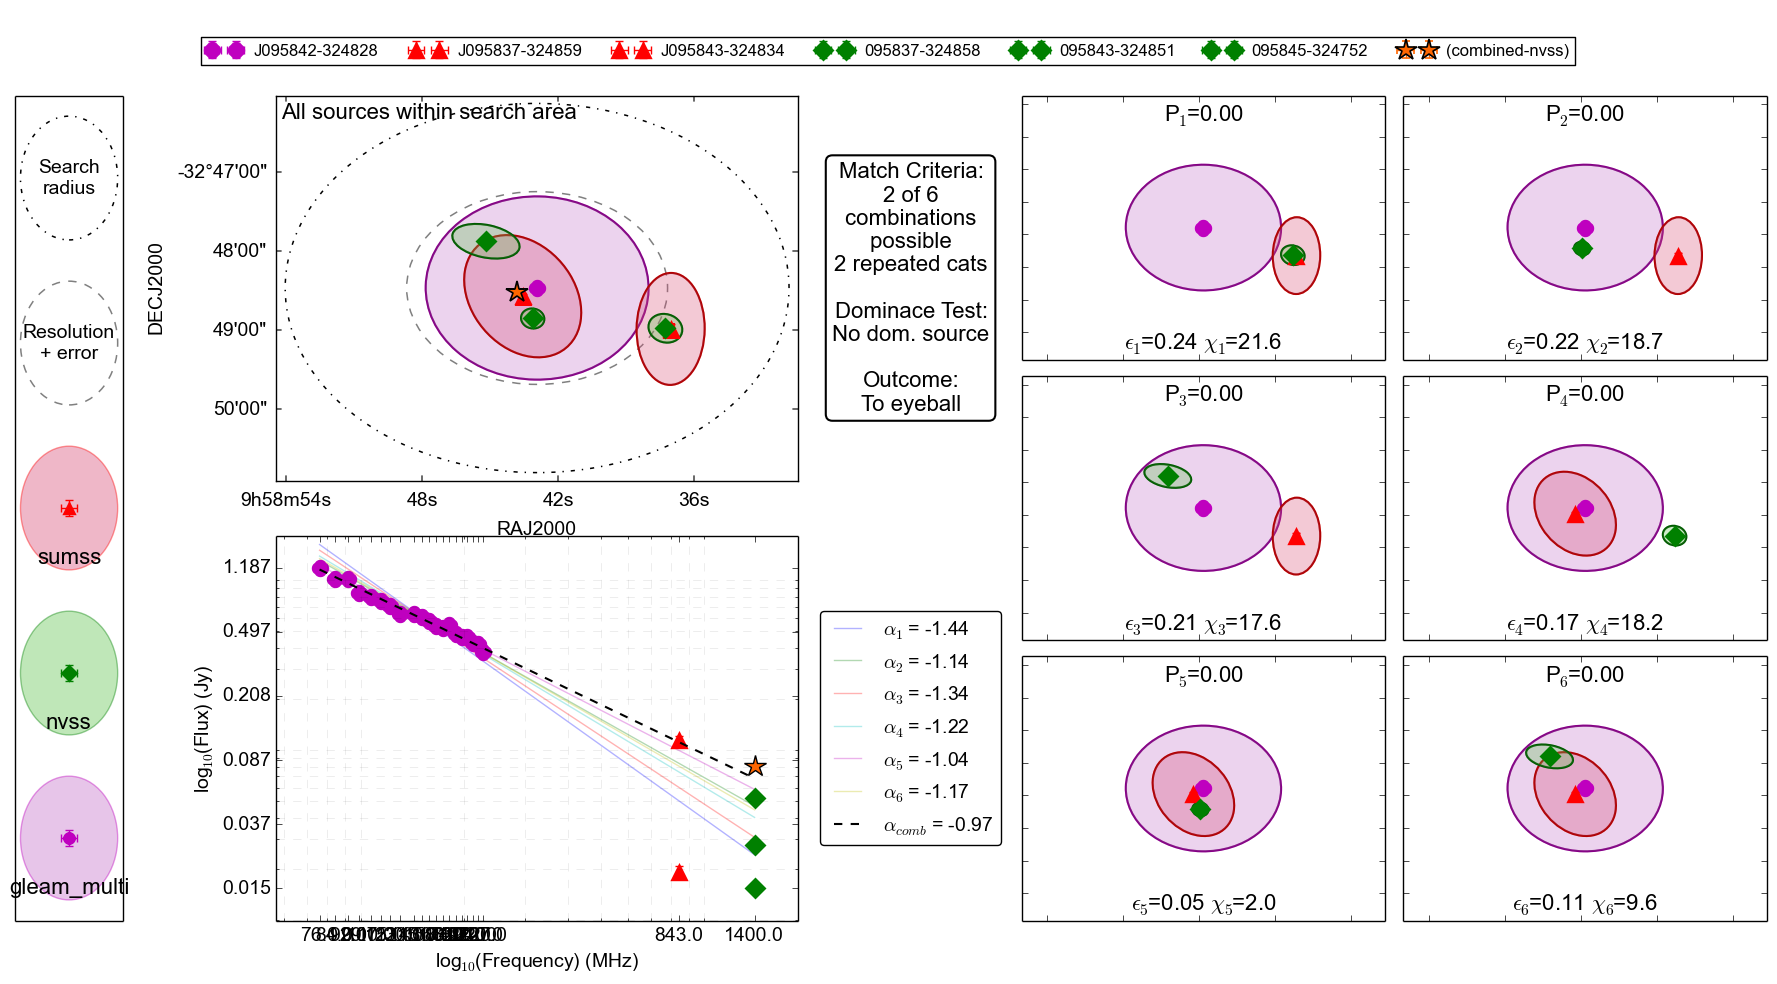 J095842-324828 J095837-324859 J095843-324834 095837-324858 095843-324851 095845-324752 (combined-nvss)
Search
radius
Resolution
+ error
sumss
nvss
gleam_multi
All sources within search area
DECJ2000
-32°47'00"
48'00"
49'00"
50'00"
9h58m54s 48s 42s 36s
RAJ2000
Match Criteria:
2 of 6
combinations
possible
2 repeated cats
Dominace Test:
No dom. source
Outcome:
To eyeball
log10(Flux) (Jy)
1.187
0.497
0.208
0.087
0.037
0.015
843.0 1400.0
log10(Frequency) (MHz)
α1 = -1.44
α2 = -1.14
α3 = -1.34
α4 = -1.22
α5 = -1.04
α6 = -1.17
αcomb = -0.97
P1=0.00
ϵ1=0.24 χ1=21.6
P2=0.00
ϵ2=0.22 χ2=18.7
P3=0.00
ϵ3=0.21 χ3=17.6
P4=0.00
ϵ4=0.17 χ4=18.2
P5=0.00
ϵ5=0.05 χ5=2.0
P6=0.00
ϵ6=0.11 χ6=9.6